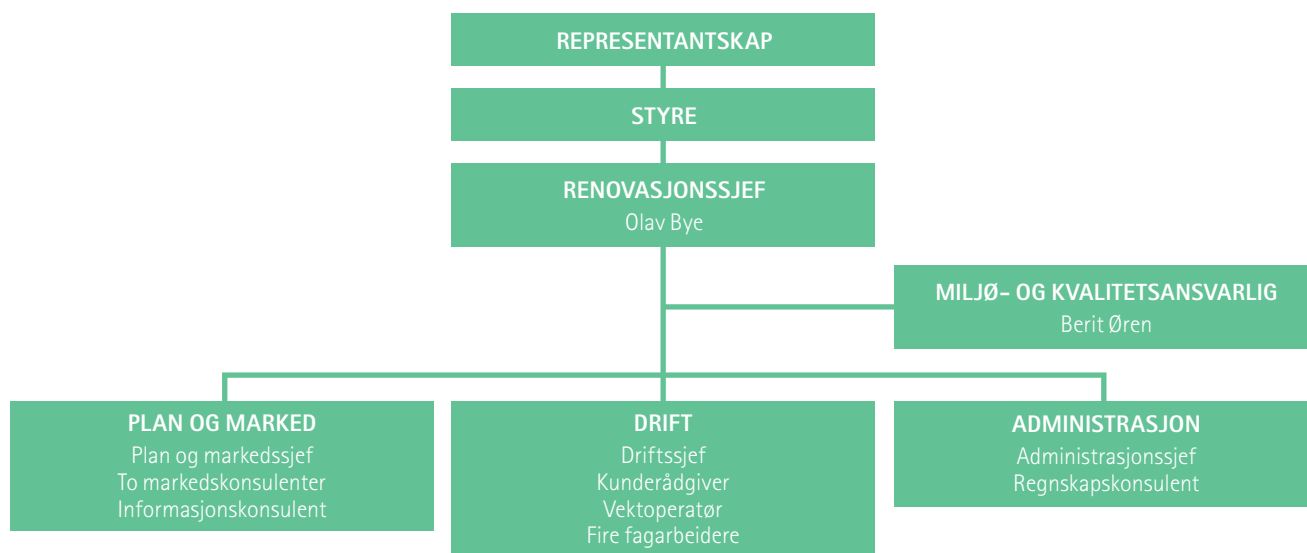 REPRESENTANTSKAP
STYRE
RENOVASJONSSJEF
Olav Bye
MILJØ- OG KVALITETSANSVARLIG
Berit Øren
PLAN OG MARKED
Plan og markedssjef
To markedskonsulenter
Informasjonskonsulent
DRIFT
Driftssjef
Kunderådgiver
Vektoperatør
Fire fagarbeidere
ADMINISTRASJON
Administrasjonssjef
Regnskapskonsulent